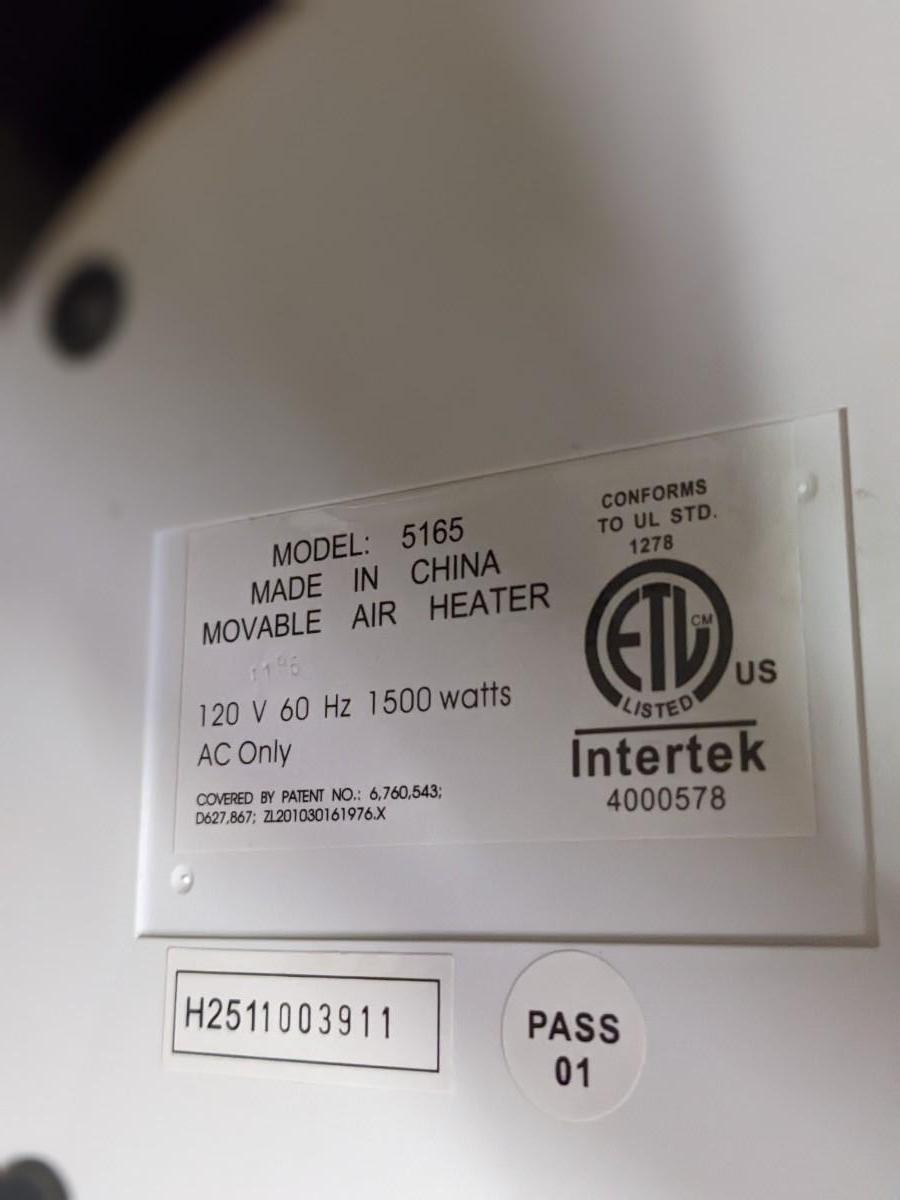 MODEL: 5165
MADE IN CHINA
MOVABLE AIR HEATER
120 V 60 Hz 1500 watts
AC Only
COVERED BY PATENT NO.: 6,760,543;
D627,867; ZL201030161976.X
CONFORMS
TO UL STD.
1278
ETL CM
LISTED
US
Intertek
4000578
H2511003911
PASS
01